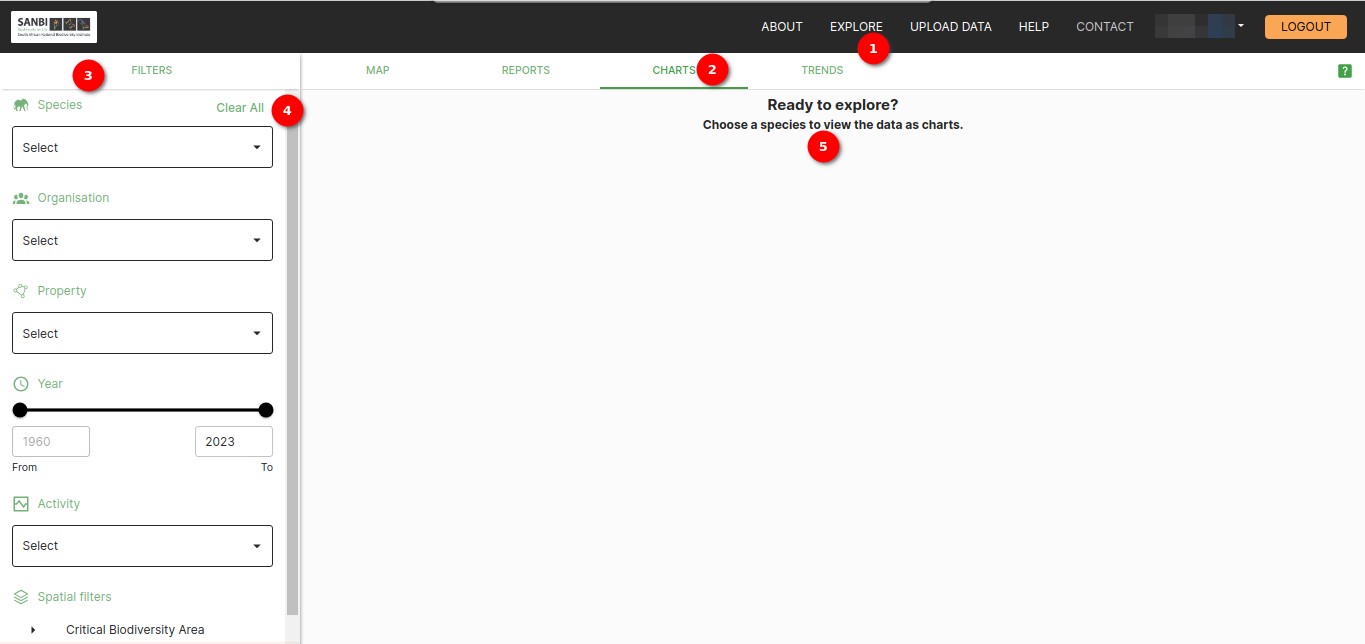 SANBI
South African National Biodiversity Institute
ABOUT
EXPLORE
UPLOAD DATA
HELP
CONTACT
LOGOUT
1
3
FILTERS
MAP
REPORTS
CHARTS
2
TRENDS
?
Species
Clear All
4
Select
Organisation
Select
Property
Select
Year
1960
2023
From
To
Activity
Select
Spatial filters
Critical Biodiversity Area
Ready to explore?
Choose a species to view the data as charts.
5